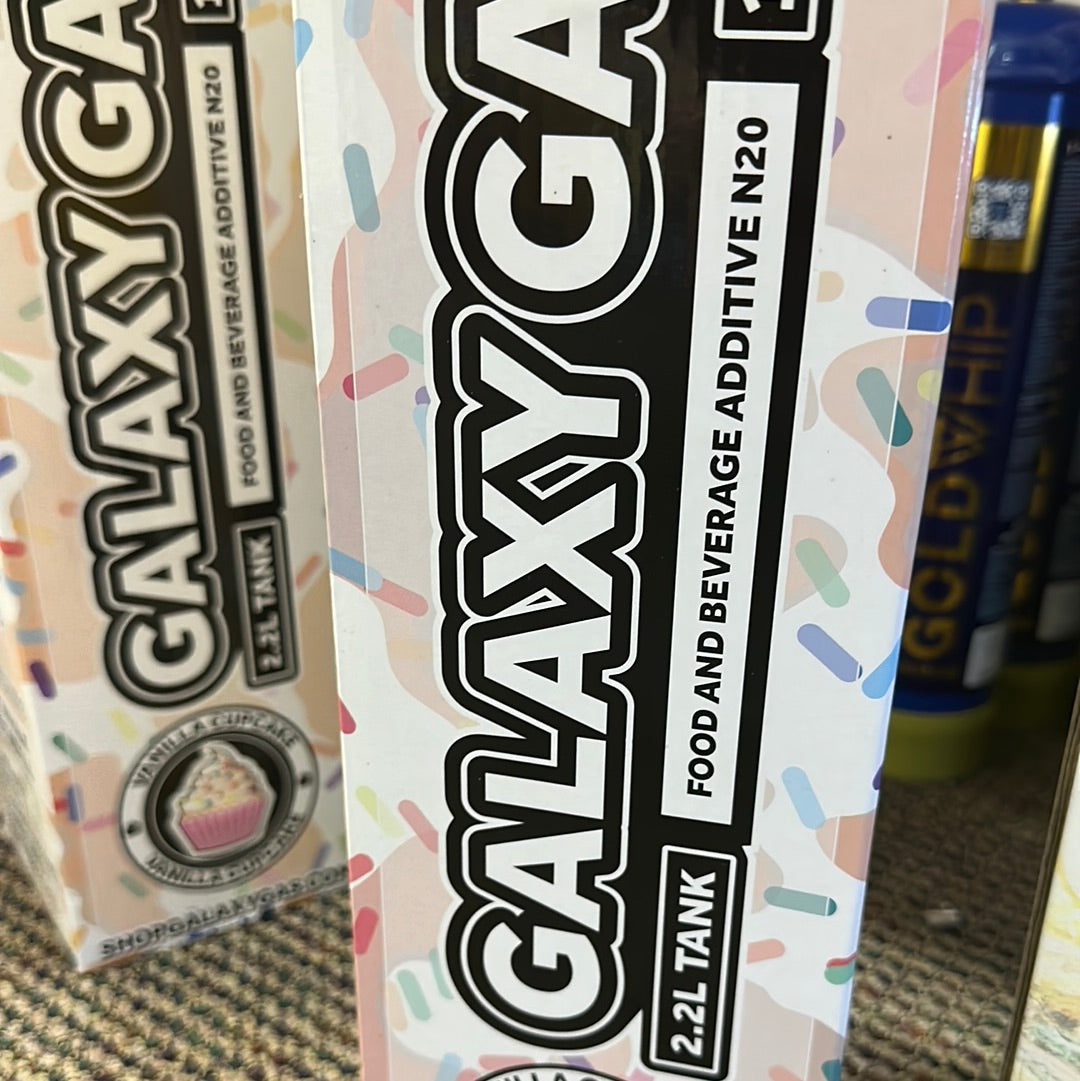 GALAXY GA
FOOD AND BEVERAGE ADDITIVE N20
2.2L TANK
VANILLA CUPCAKE
VANILLA CUPCAKE
SHOPGALAXYGAS.CO
GALAXY GA
FOOD AND BEVERAGE ADDITIVE N20
2.2L TANK
GOLDWHIP